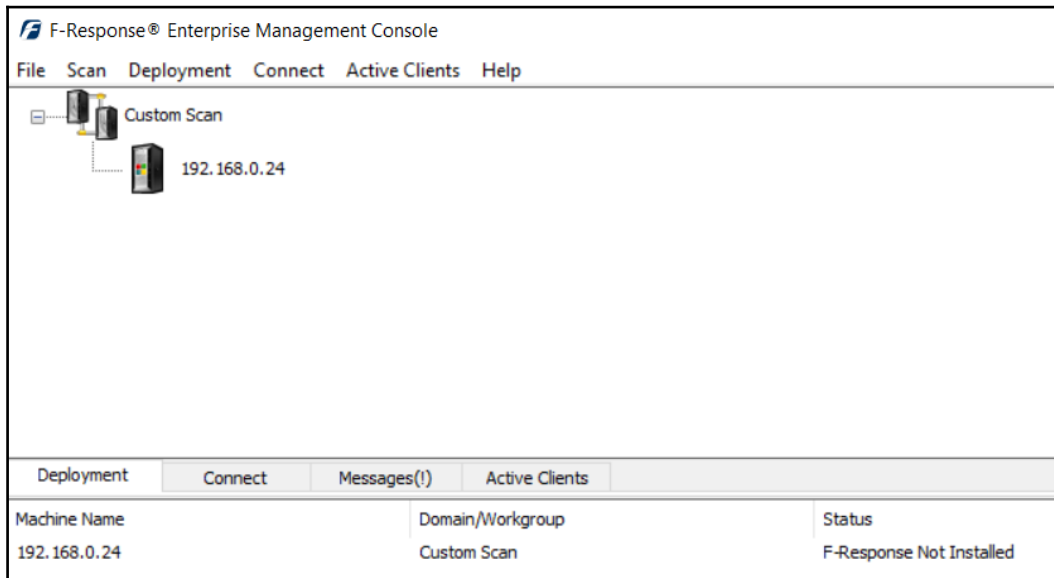 F-Response® Enterprise Management Console
File Scan Deployment Connect Active Clients Help
Custom Scan
192.168.0.24
Deployment Connect Messages(!) Active Clients
Machine Name Domain/Workgroup Status
192.168.0.24 Custom Scan F-Response Not Installed